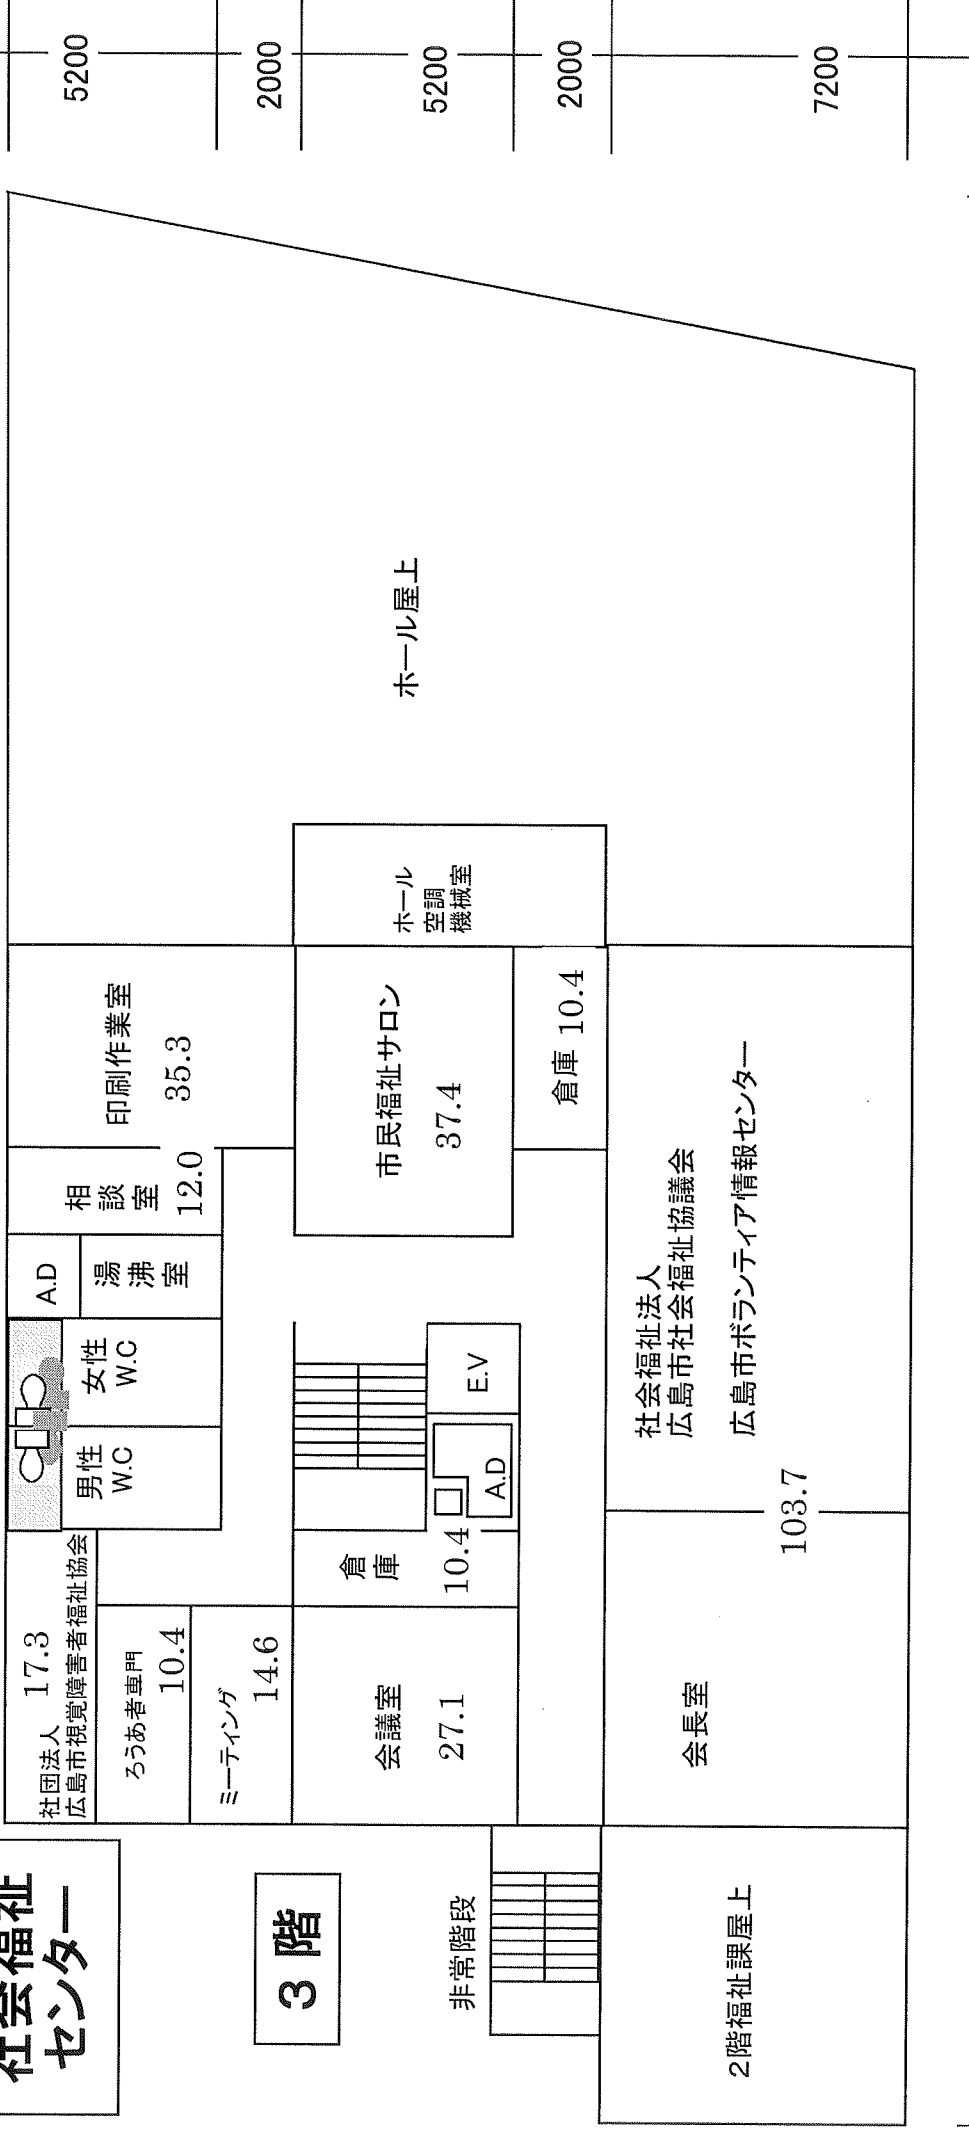 社会福祉
センター
3 階
非常階段
2階福祉課屋上
社団法人 17.3
広島市視覚障害者福祉協会
ろうあ者専門
10.4
ミーティング
14.6
会議室
27.1
倉庫
10.4
男性
W.C
女性
W.C
A.D
湯沸室
相談室
12.0
印刷作業室
35.3
A.D
E.V
市民福祉サロン
37.4
倉庫 10.4
ホール
空調
機械室
ホール屋上
会長室
103.7
社会福祉法人
広島市社会福祉協議会
広島市ボランティア情報センター
5200
2000
5200
2000
7200